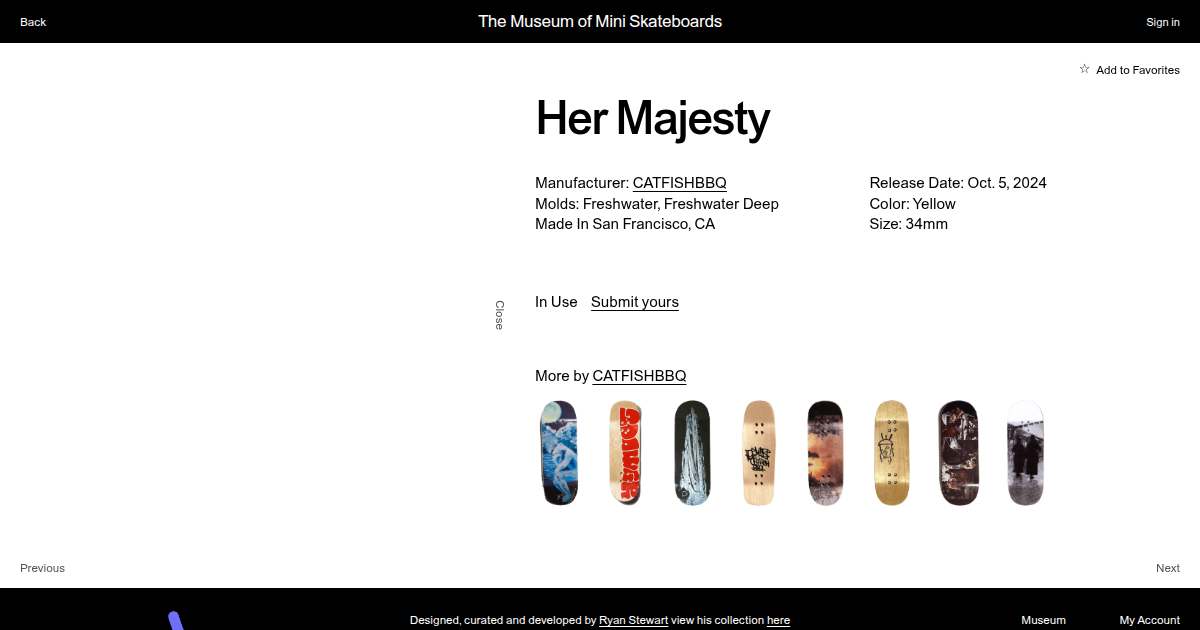 Back
The Museum of Mini Skateboards
Sign in
☆ Add to Favorites
Her Majesty
Manufacturer: CATFISHBBQ
Molds: Freshwater, Freshwater Deep
Made In San Francisco, CA
Release Date: Oct. 5, 2024
Color: Yellow
Size: 34mm
Close
In Use Submit yours
More by CATFISHBBQ
Previous
Next
Designed, curated and developed by Ryan Stewart view his collection here
Museum
My Account